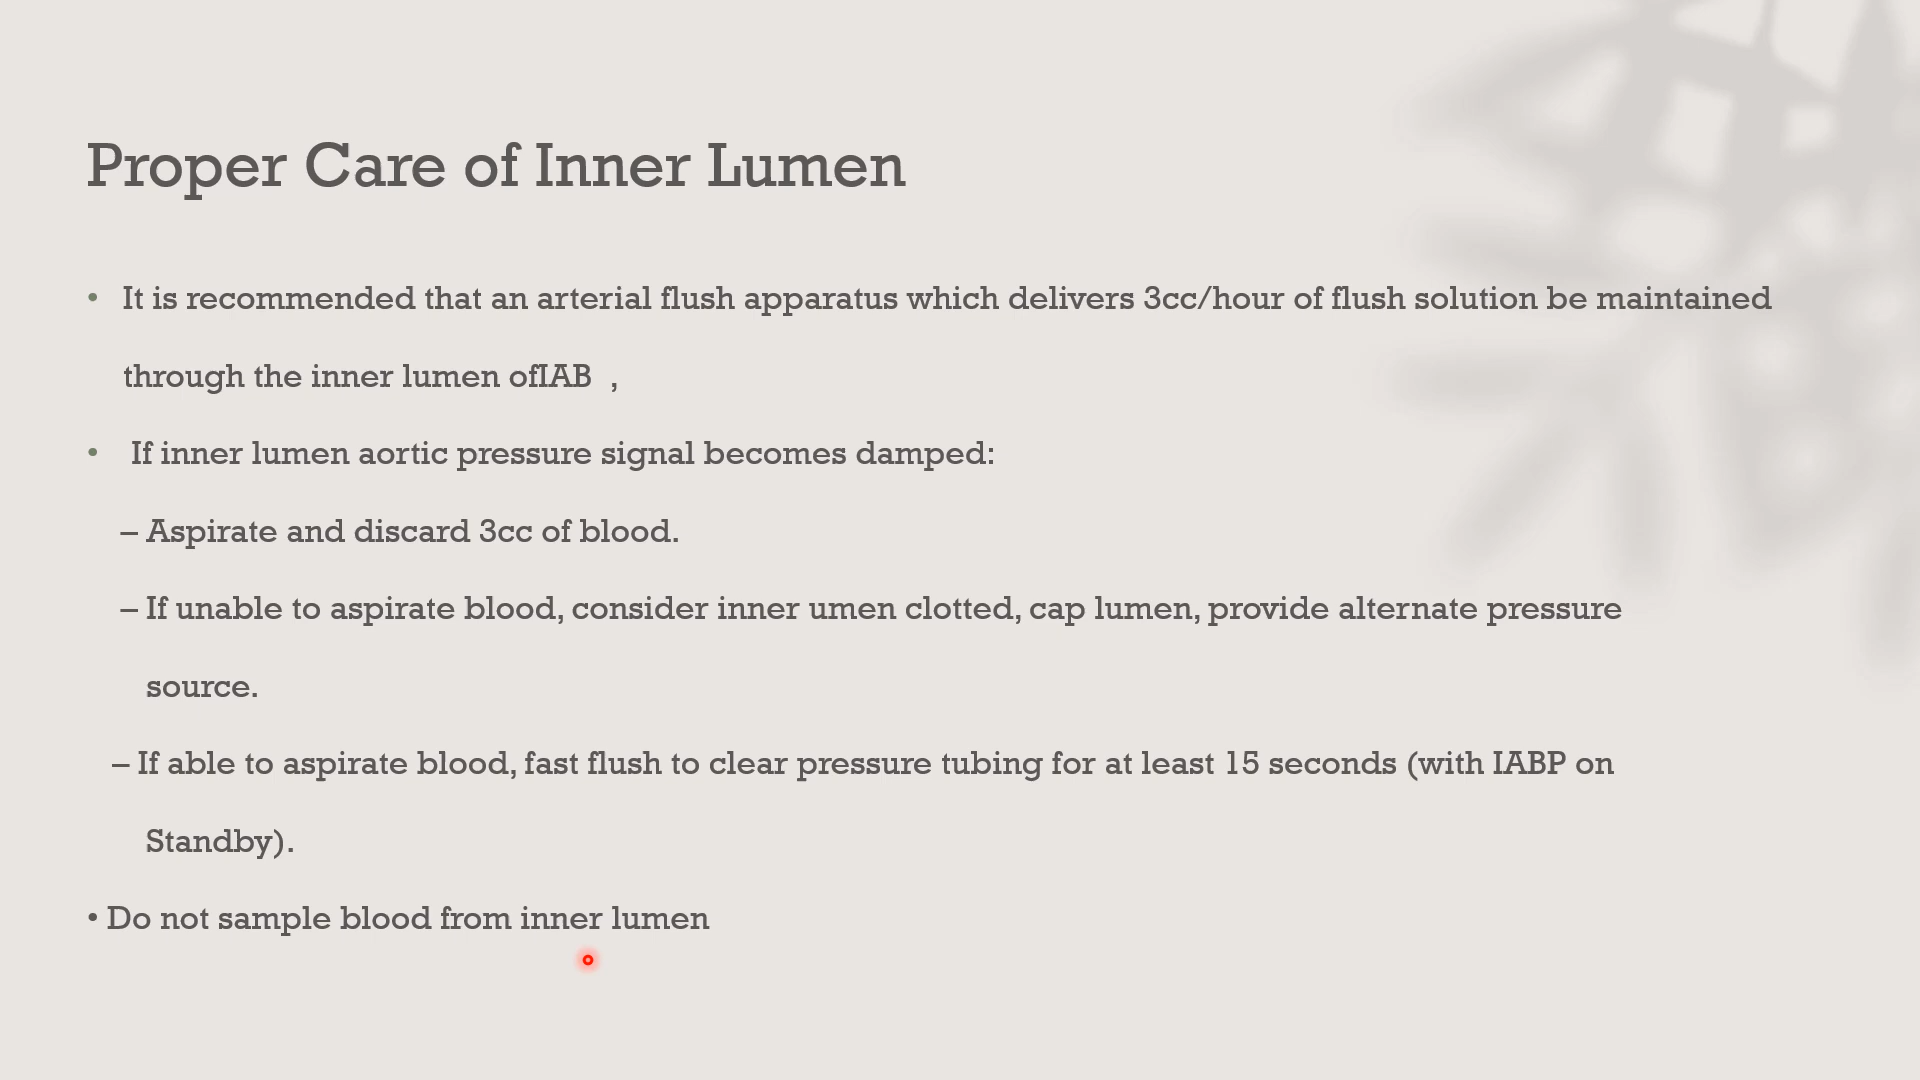 Proper Care of Inner Lumen
• It is recommended that an arterial flush apparatus which delivers 3cc/hour of flush solution be maintained
through the inner lumen ofIAB ,
• If inner lumen aortic pressure signal becomes damped:
– Aspirate and discard 3cc of blood.
– If unable to aspirate blood, consider inner umen clotted, cap lumen, provide alternate pressure
source.
– If able to aspirate blood, fast flush to clear pressure tubing for at least 15 seconds (with IABP on
Standby).
• Do not sample blood from inner lumen